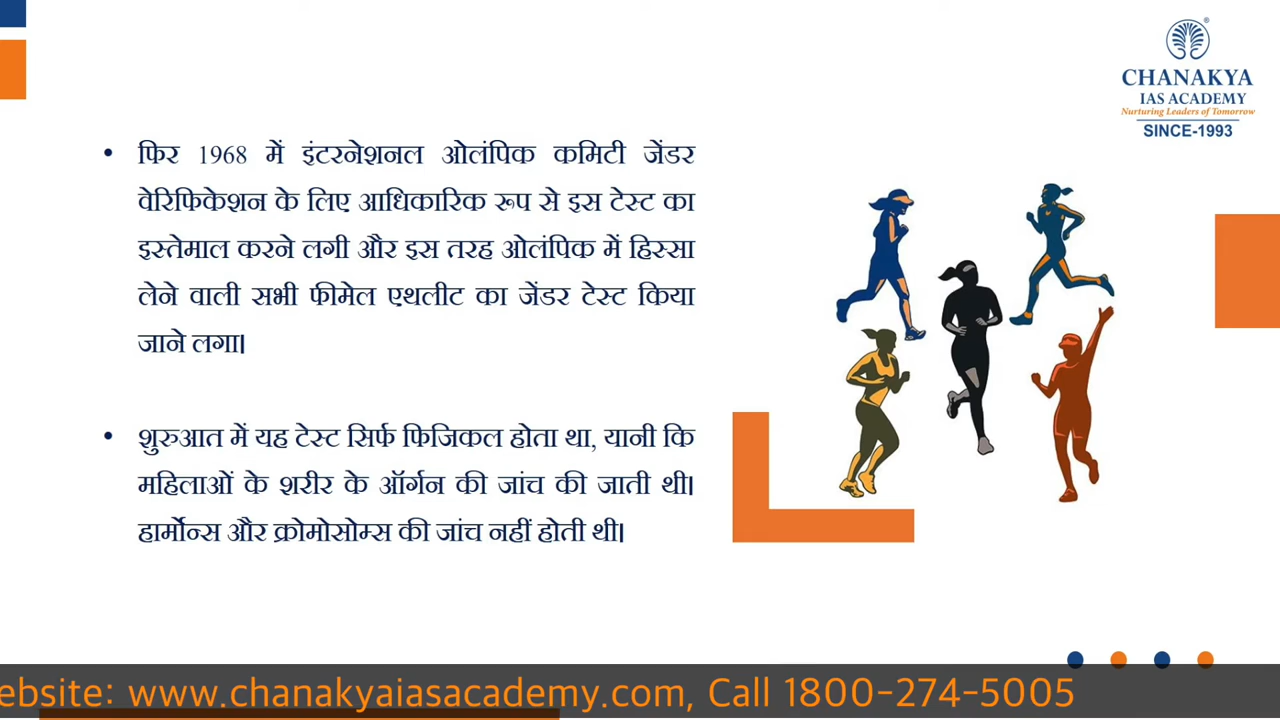 CHANAKYA
IAS ACADEMY
Nurturing Leaders of Tomorrow
SINCE-1993
• फिर 1968 में इंटरनेशनल ओलंपिक कमिटी जेंडर
वेरिफिकेशन के लिए आधिकारिक रूप से इस टेस्ट का
इस्तेमाल करने लगी और इस तरह ओलंपिक में हिस्सा
लेने वाली सभी फीमेल एथलीट का जेंडर टेस्ट किया
जाने लगा।
• शुरुआत में यह टेस्ट सिर्फ फिजिकल होता था, यानी कि
महिलाओं के शरीर के ऑर्गन की जांच की जाती थी।
हार्मोन्स और क्रोमोसोम्स की जांच नहीं होती थी।
ebsite: www.chanakyaiasacademy.com, Call 1800-274-5005